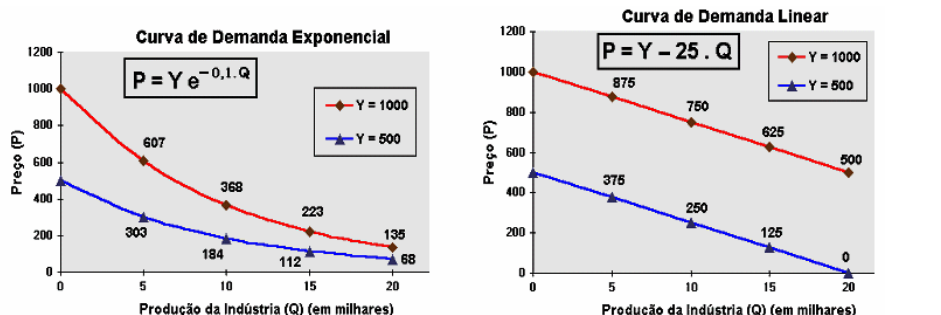 Curva de Demanda Exponencial
P = Y e^{–0,1.Q}
Y = 1000
Y = 500
Preço (P)
1200
1000
800
600
400
200
0
607
368
223
135
303
184
112
68
0 5 10 15 20
Produção da Indústria (Q) (em milhares)
Curva de Demanda Linear
P = Y – 25 . Q
Y = 1000
Y = 500
Preço (P)
1200
1000
800
600
400
200
0
875
750
625
500
375
250
125
0
0 5 10 15 20
Produção da Indústria (Q) (em milhares)